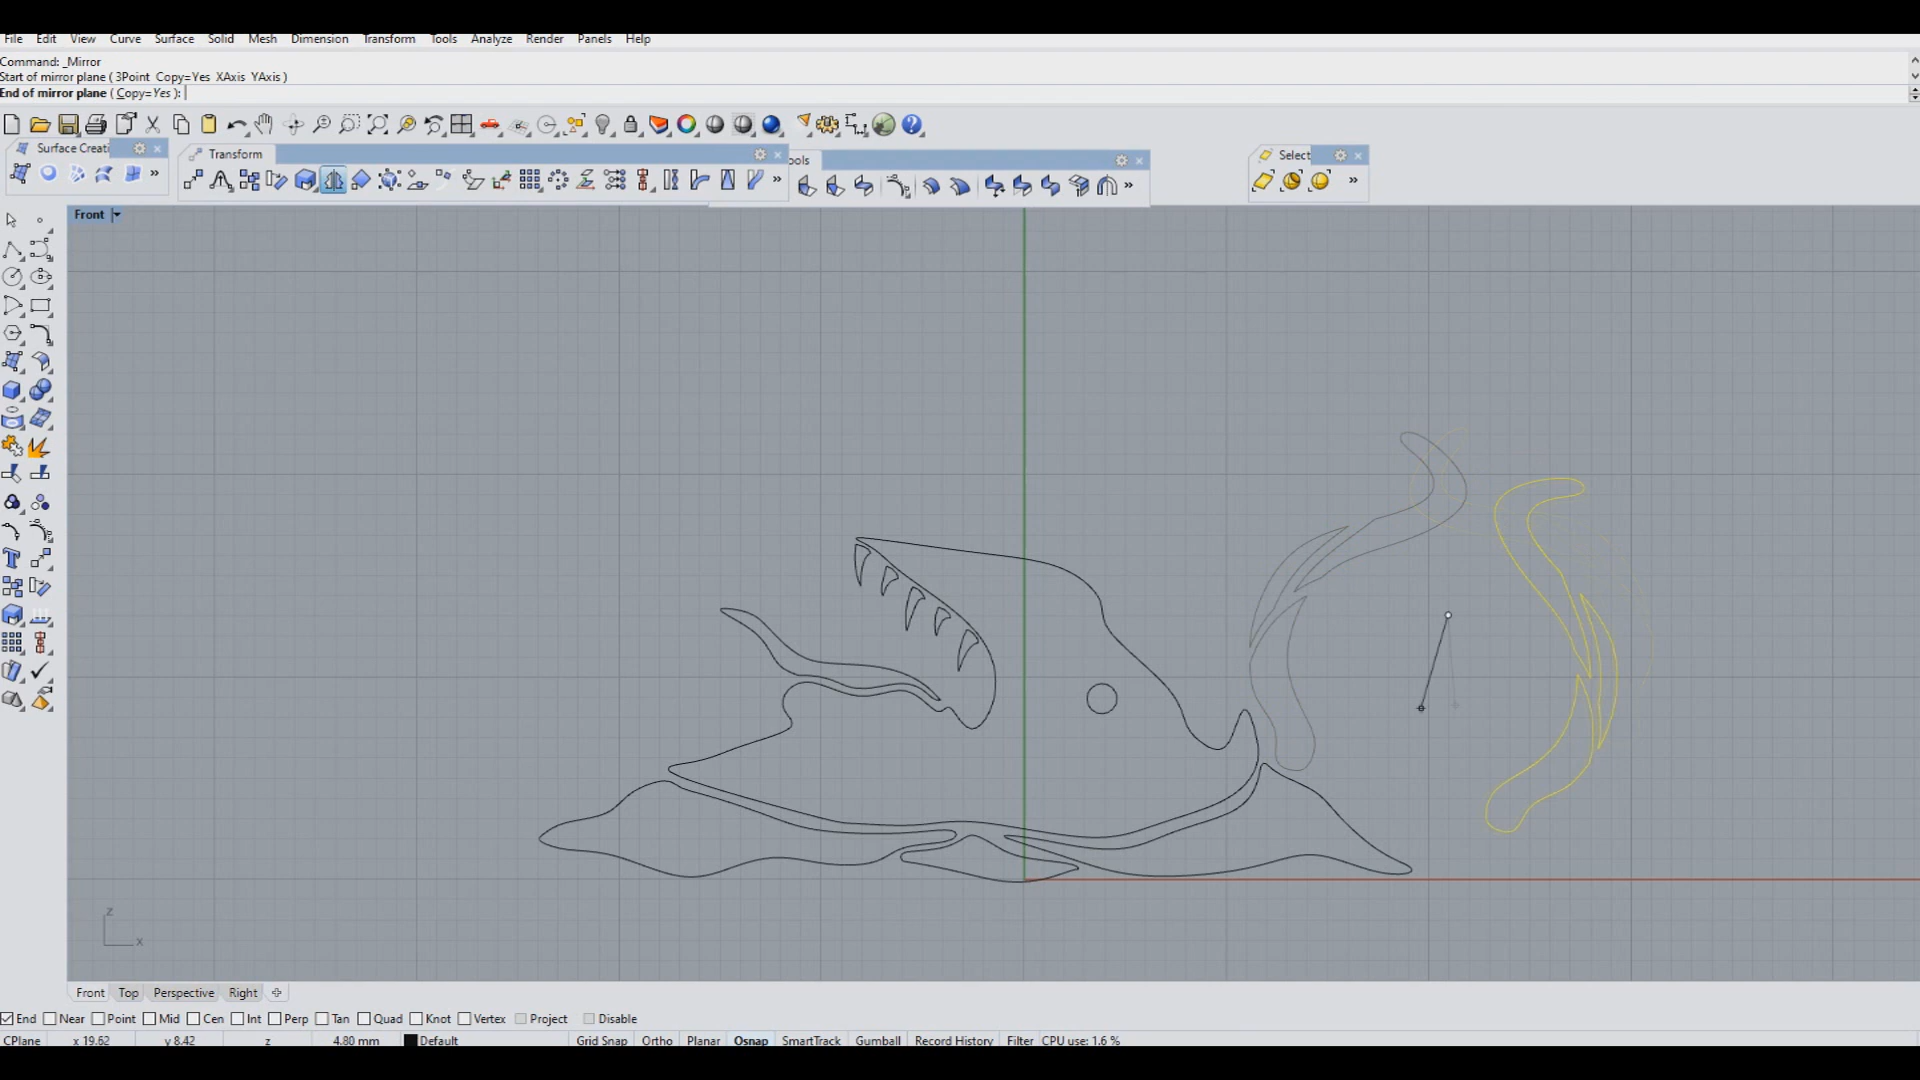 File Edit View Curve Surface Solid Mesh Dimension Transform Tools Analyze Render Panels Help
Command: _Mirror
Start of mirror plane ( 3Point  Copy=Yes  XAxis  YAxis )
End of mirror plane ( Copy=Yes ):
Surface Creati
Transform
ools
Select
Front
z
x
Front Top Perspective Right
End Near Point Mid Cen Int Perp Tan Quad Knot Vertex Project Disable
CPlane x 19.62 y 8.42 z 4.80 mm Default Grid Snap Ortho Planar Osnap SmartTrack Gumball Record History Filter CPU use: 1.6 %